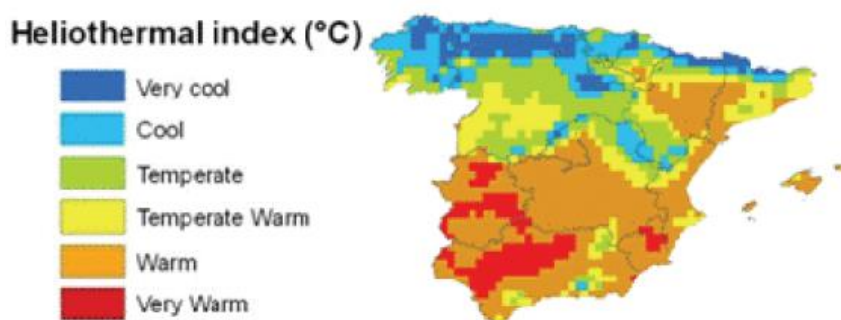 Heliothermal index (°C)
Very cool
Cool
Temperate
Temperate Warm
Warm
Very Warm